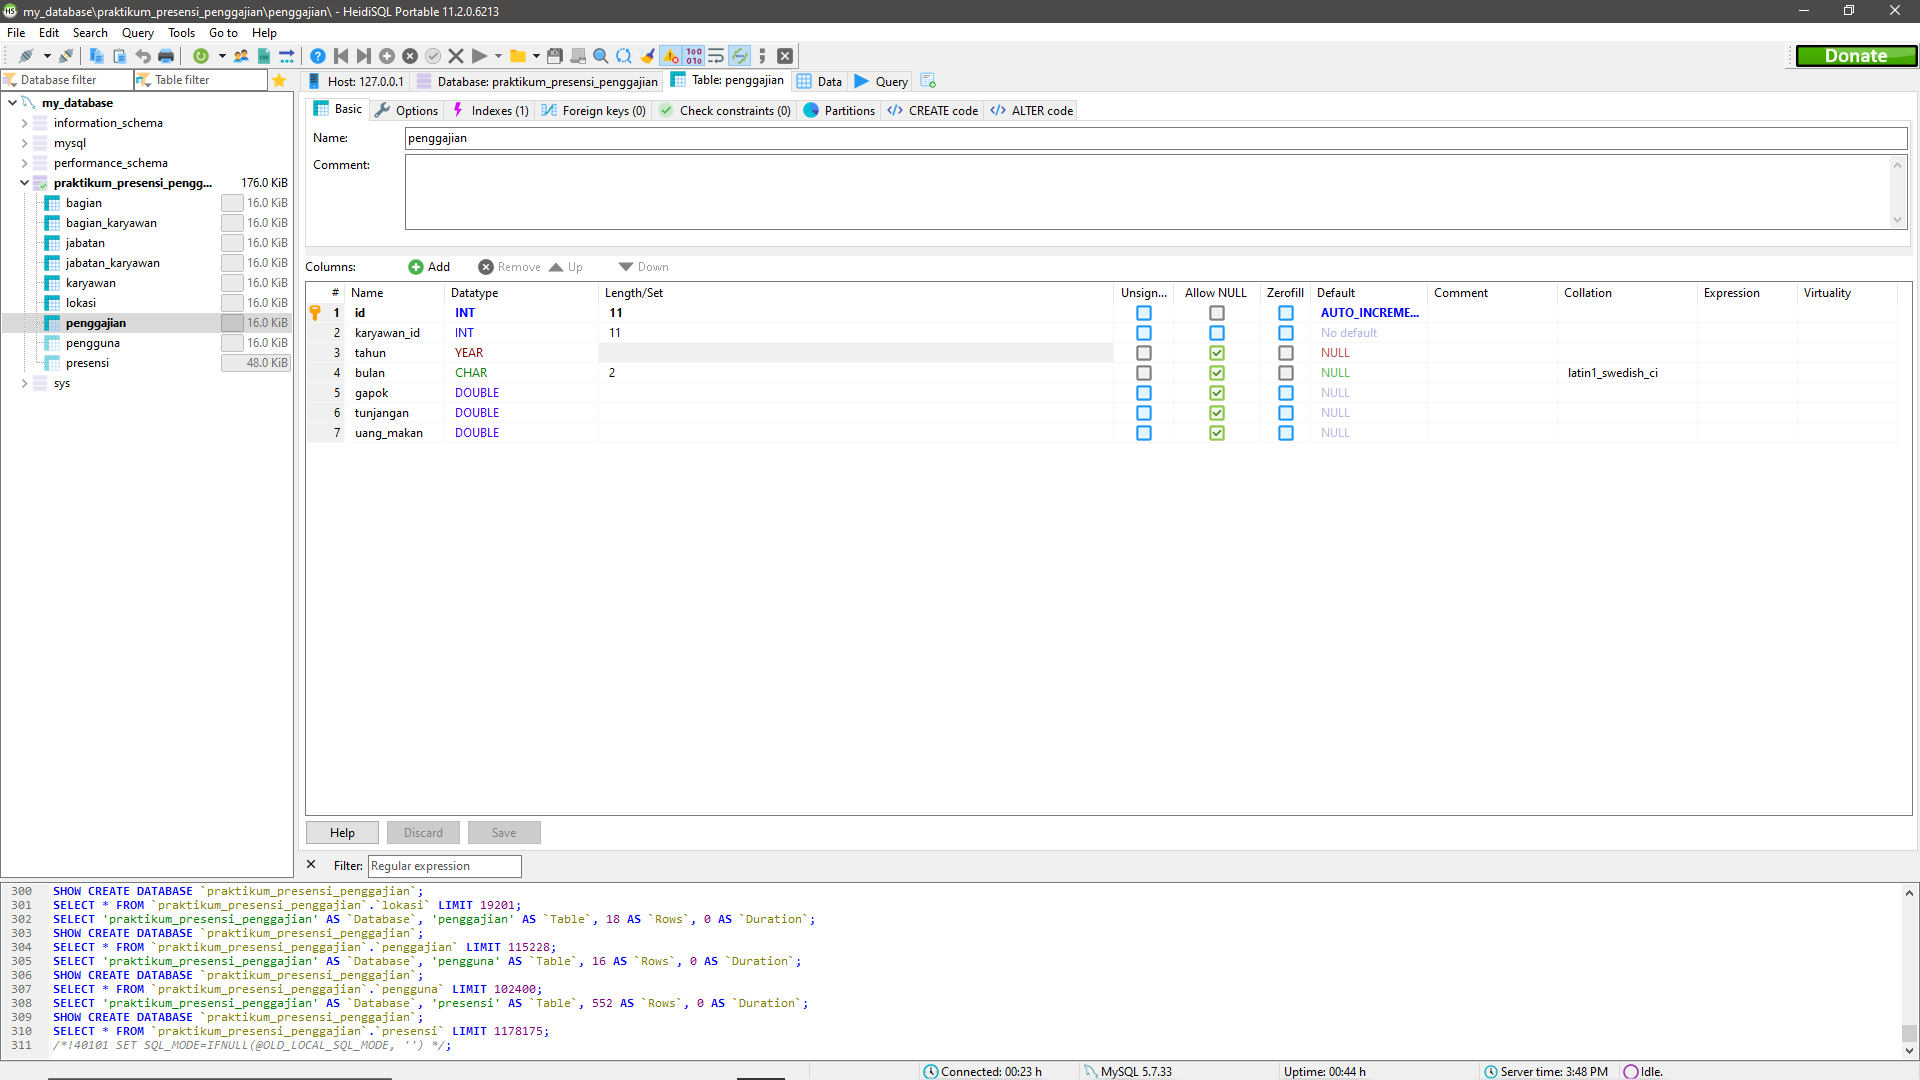 my_database\praktikum_presensi_penggajian\penggajian\ - HeidiSQL Portable 11.2.0.6213
File Edit Search Query Tools Go to Help
Donate
Database filter Table filter
Host: 127.0.0.1 Database: praktikum_presensi_penggajian Table: penggajian Data Query
my_database
information_schema
mysql
performance_schema
praktikum_presensi_pengg... 176.0 KiB
bagian 16.0 KiB
bagian_karyawan 16.0 KiB
jabatan 16.0 KiB
jabatan_karyawan 16.0 KiB
karyawan 16.0 KiB
lokasi 16.0 KiB
penggajian 16.0 KiB
pengguna 16.0 KiB
presensi 48.0 KiB
sys
Basic Options Indexes (1) Foreign keys (0) Check constraints (0) Partitions CREATE code ALTER code
Name: penggajian
Comment:
Columns: Add Remove Up Down
# Name Datatype Length/Set Unsign... Allow NULL Zerofill Default Comment Collation Expression Virtuality
1 id INT 11 AUTO_INCREME...
2 karyawan_id INT 11 No default
3 tahun YEAR NULL
4 bulan CHAR 2 NULL latin1_swedish_ci
5 gapok DOUBLE NULL
6 tunjangan DOUBLE NULL
7 uang_makan DOUBLE NULL
Help Discard Save
Filter: Regular expression
300 SHOW CREATE DATABASE `praktikum_presensi_penggajian`;
301 SELECT * FROM `praktikum_presensi_penggajian`.`lokasi` LIMIT 19201;
302 SELECT 'praktikum_presensi_penggajian' AS `Database`, 'penggajian' AS `Table`, 18 AS `Rows`, 0 AS `Duration`;
303 SHOW CREATE DATABASE `praktikum_presensi_penggajian`;
304 SELECT * FROM `praktikum_presensi_penggajian`.`penggajian` LIMIT 115228;
305 SELECT 'praktikum_presensi_penggajian' AS `Database`, 'pengguna' AS `Table`, 16 AS `Rows`, 0 AS `Duration`;
306 SHOW CREATE DATABASE `praktikum_presensi_penggajian`;
307 SELECT * FROM `praktikum_presensi_penggajian`.`pengguna` LIMIT 102400;
308 SELECT 'praktikum_presensi_penggajian' AS `Database`, 'presensi' AS `Table`, 552 AS `Rows`, 0 AS `Duration`;
309 SHOW CREATE DATABASE `praktikum_presensi_penggajian`;
310 SELECT * FROM `praktikum_presensi_penggajian`.`presensi` LIMIT 1178175;
311 /*!40101 SET SQL_MODE=IFNULL(@OLD_LOCAL_SQL_MODE, '') */;
Connected: 00:23 h MySQL 5.7.33 Uptime: 00:44 h Server time: 3:48 PM Idle.